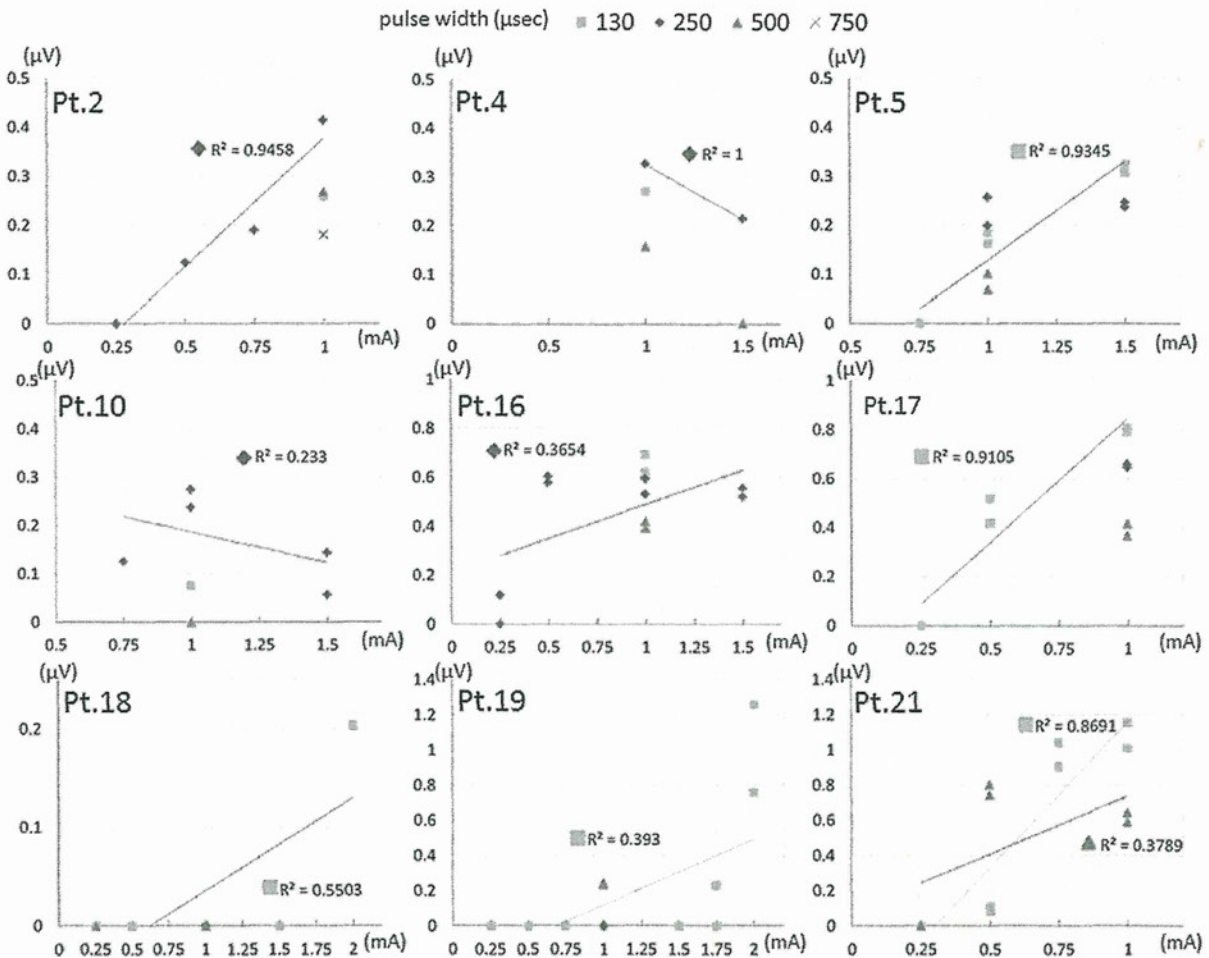 pulse width (μsec) 130 250 500 750
(μV)
0.5
0.4
0.3
0.2
0.1
0
Pt.2
R² = 0.9458
0 0.25 0.5 0.75 1 (mA)
(μV)
0.5
0.4
0.3
0.2
0.1
0
Pt.4
R² = 1
0 0.5 1 1.5 (mA)
(μV)
0.5
0.4
0.3
0.2
0.1
0
Pt.5
R² = 0.9345
0.5 0.75 1 1.25 1.5 (mA)
(μV)
0.5
0.4
0.3
0.2
0.1
0
Pt.10
R² = 0.233
0.5 0.75 1 1.25 1.5 (mA)
(μV)
1
0.8
0.6
0.4
0.2
0
Pt.16
R² = 0.3654
0 0.25 0.5 0.75 1 1.25 1.5 (mA)
(μV)
1
0.8
0.6
0.4
0.2
0
Pt.17
R² = 0.9105
0 0.25 0.5 0.75 1 (mA)
(μV)
0.2
0.1
0
Pt.18
R² = 0.5503
0 0.25 0.5 0.75 1 1.25 1.5 1.75 2 (mA)
(μV)
1.4
1.2
1
0.8
0.6
0.4
0.2
0
Pt.19
R² = 0.393
0 0.25 0.5 0.75 1 1.25 1.5 1.75 2 (mA)
(μV)
1.4
1.2
1
0.8
0.6
0.4
0.2
0
Pt.21
R² = 0.8691
R² = 0.3789
0 0.25 0.5 0.75 1 (mA)